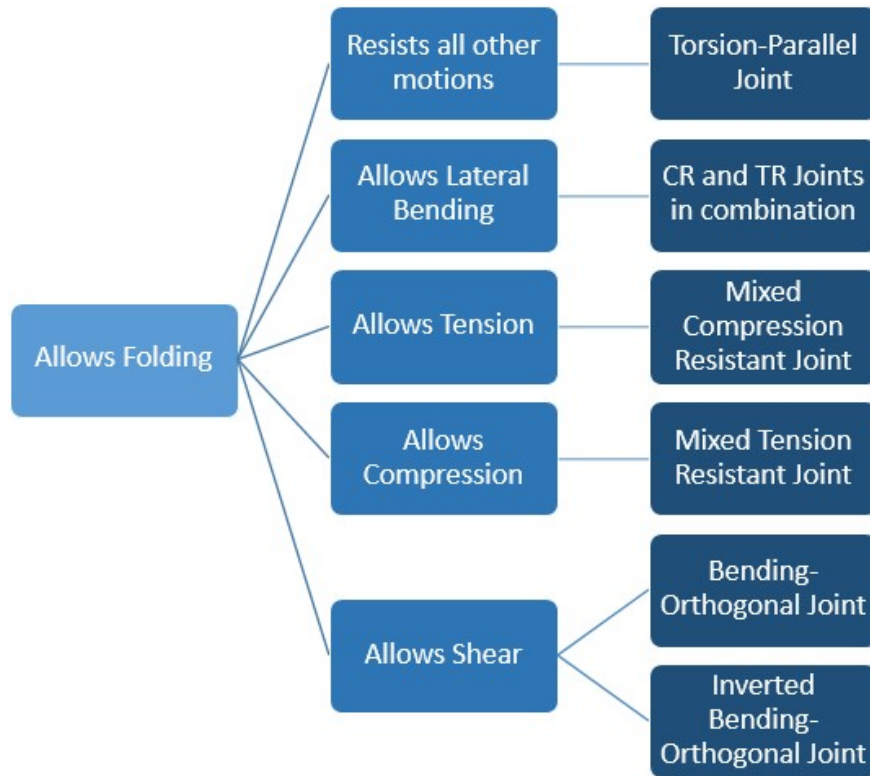 Resists all other
motions
Torsion-Parallel
Joint
Allows Lateral
Bending
CR and TR Joints
in combination
Allows Folding
Allows Tension
Mixed
Compression
Resistant Joint
Allows
Compression
Mixed Tension
Resistant Joint
Allows Shear
Bending-
Orthogonal Joint
Inverted
Bending-
Orthogonal Joint